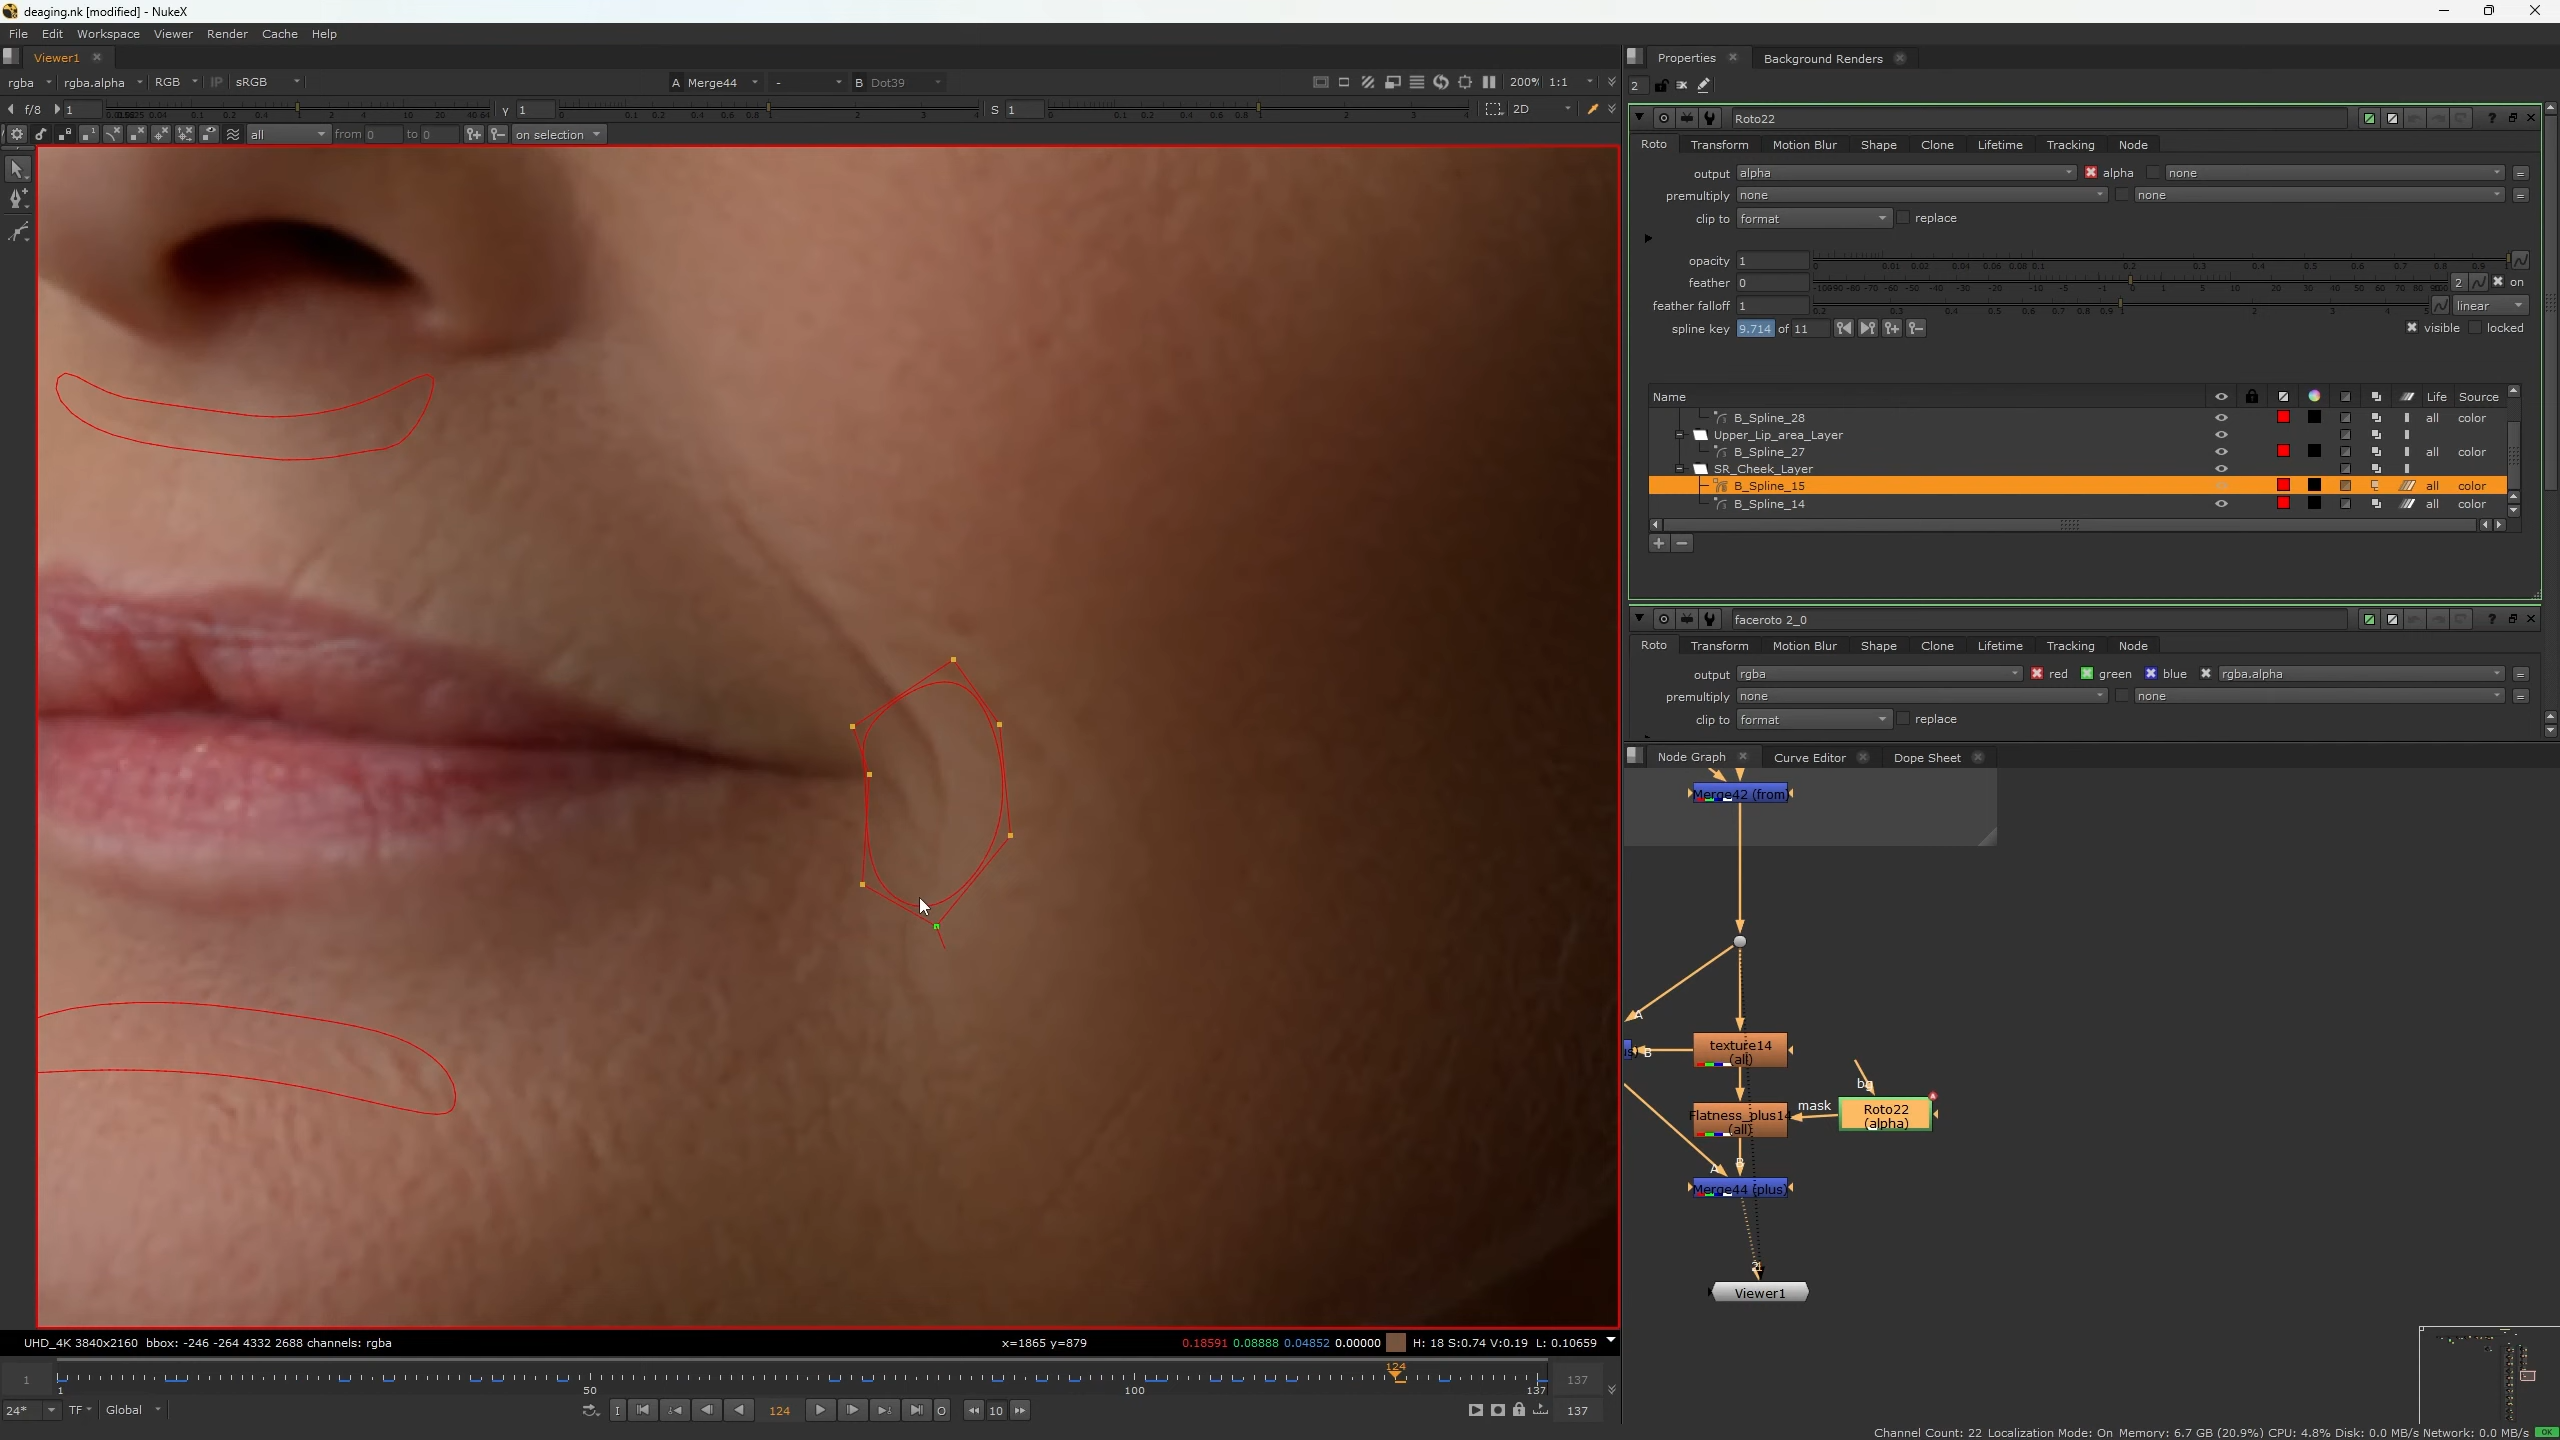 deaging.nk [modified] - NukeX
File Edit Workspace Viewer Render Cache Help
Viewer1
rgba rgba.alpha RGB IP sRGB A Merge44 - B Dot39 200% 1:1
f/8 1 Y 1 S 1 2D
all from 0 to 0 on selection
UHD_4K 3840x2160 bbox: -246 -264 4332 2688 channels: rgba x=1865 y=879 0.18591 0.08888 0.04852 0.00000 H: 18 S:0.74 V:0.19 L: 0.10659
124
1 137
1 50 100 137
24* TF Global I 124 O 10 137
Properties Background Renders
2
Roto22
Roto Transform Motion Blur Shape Clone Lifetime Tracking Node
output alpha alpha none =
premultiply none none =
clip to format replace
opacity 1
feather 0 2 on
feather falloff 1 linear
spline key 9.714 of 11 visible locked
Name Life Source
B_Spline_28 all color
Upper_Lip_area_Layer
B_Spline_27 all color
SR_Cheek_Layer
B_Spline_15 all color
B_Spline_14 all color
faceroto 2_0
Roto Transform Motion Blur Shape Clone Lifetime Tracking Node
output rgba red green blue rgba.alpha =
premultiply none none =
clip to format replace
Node Graph Curve Editor Dope Sheet
Merge42 (from)
A
B
texture14
(all)
bg
mask
Roto22
(alpha)
Flatness_plus14
(all)
A B
Merge44 (plus)
Viewer1
Channel Count: 22 Localization Mode: On Memory: 6.7 GB (20.9%) CPU: 4.8% Disk: 0.0 MB/s Network: 0.0 MB/s OK